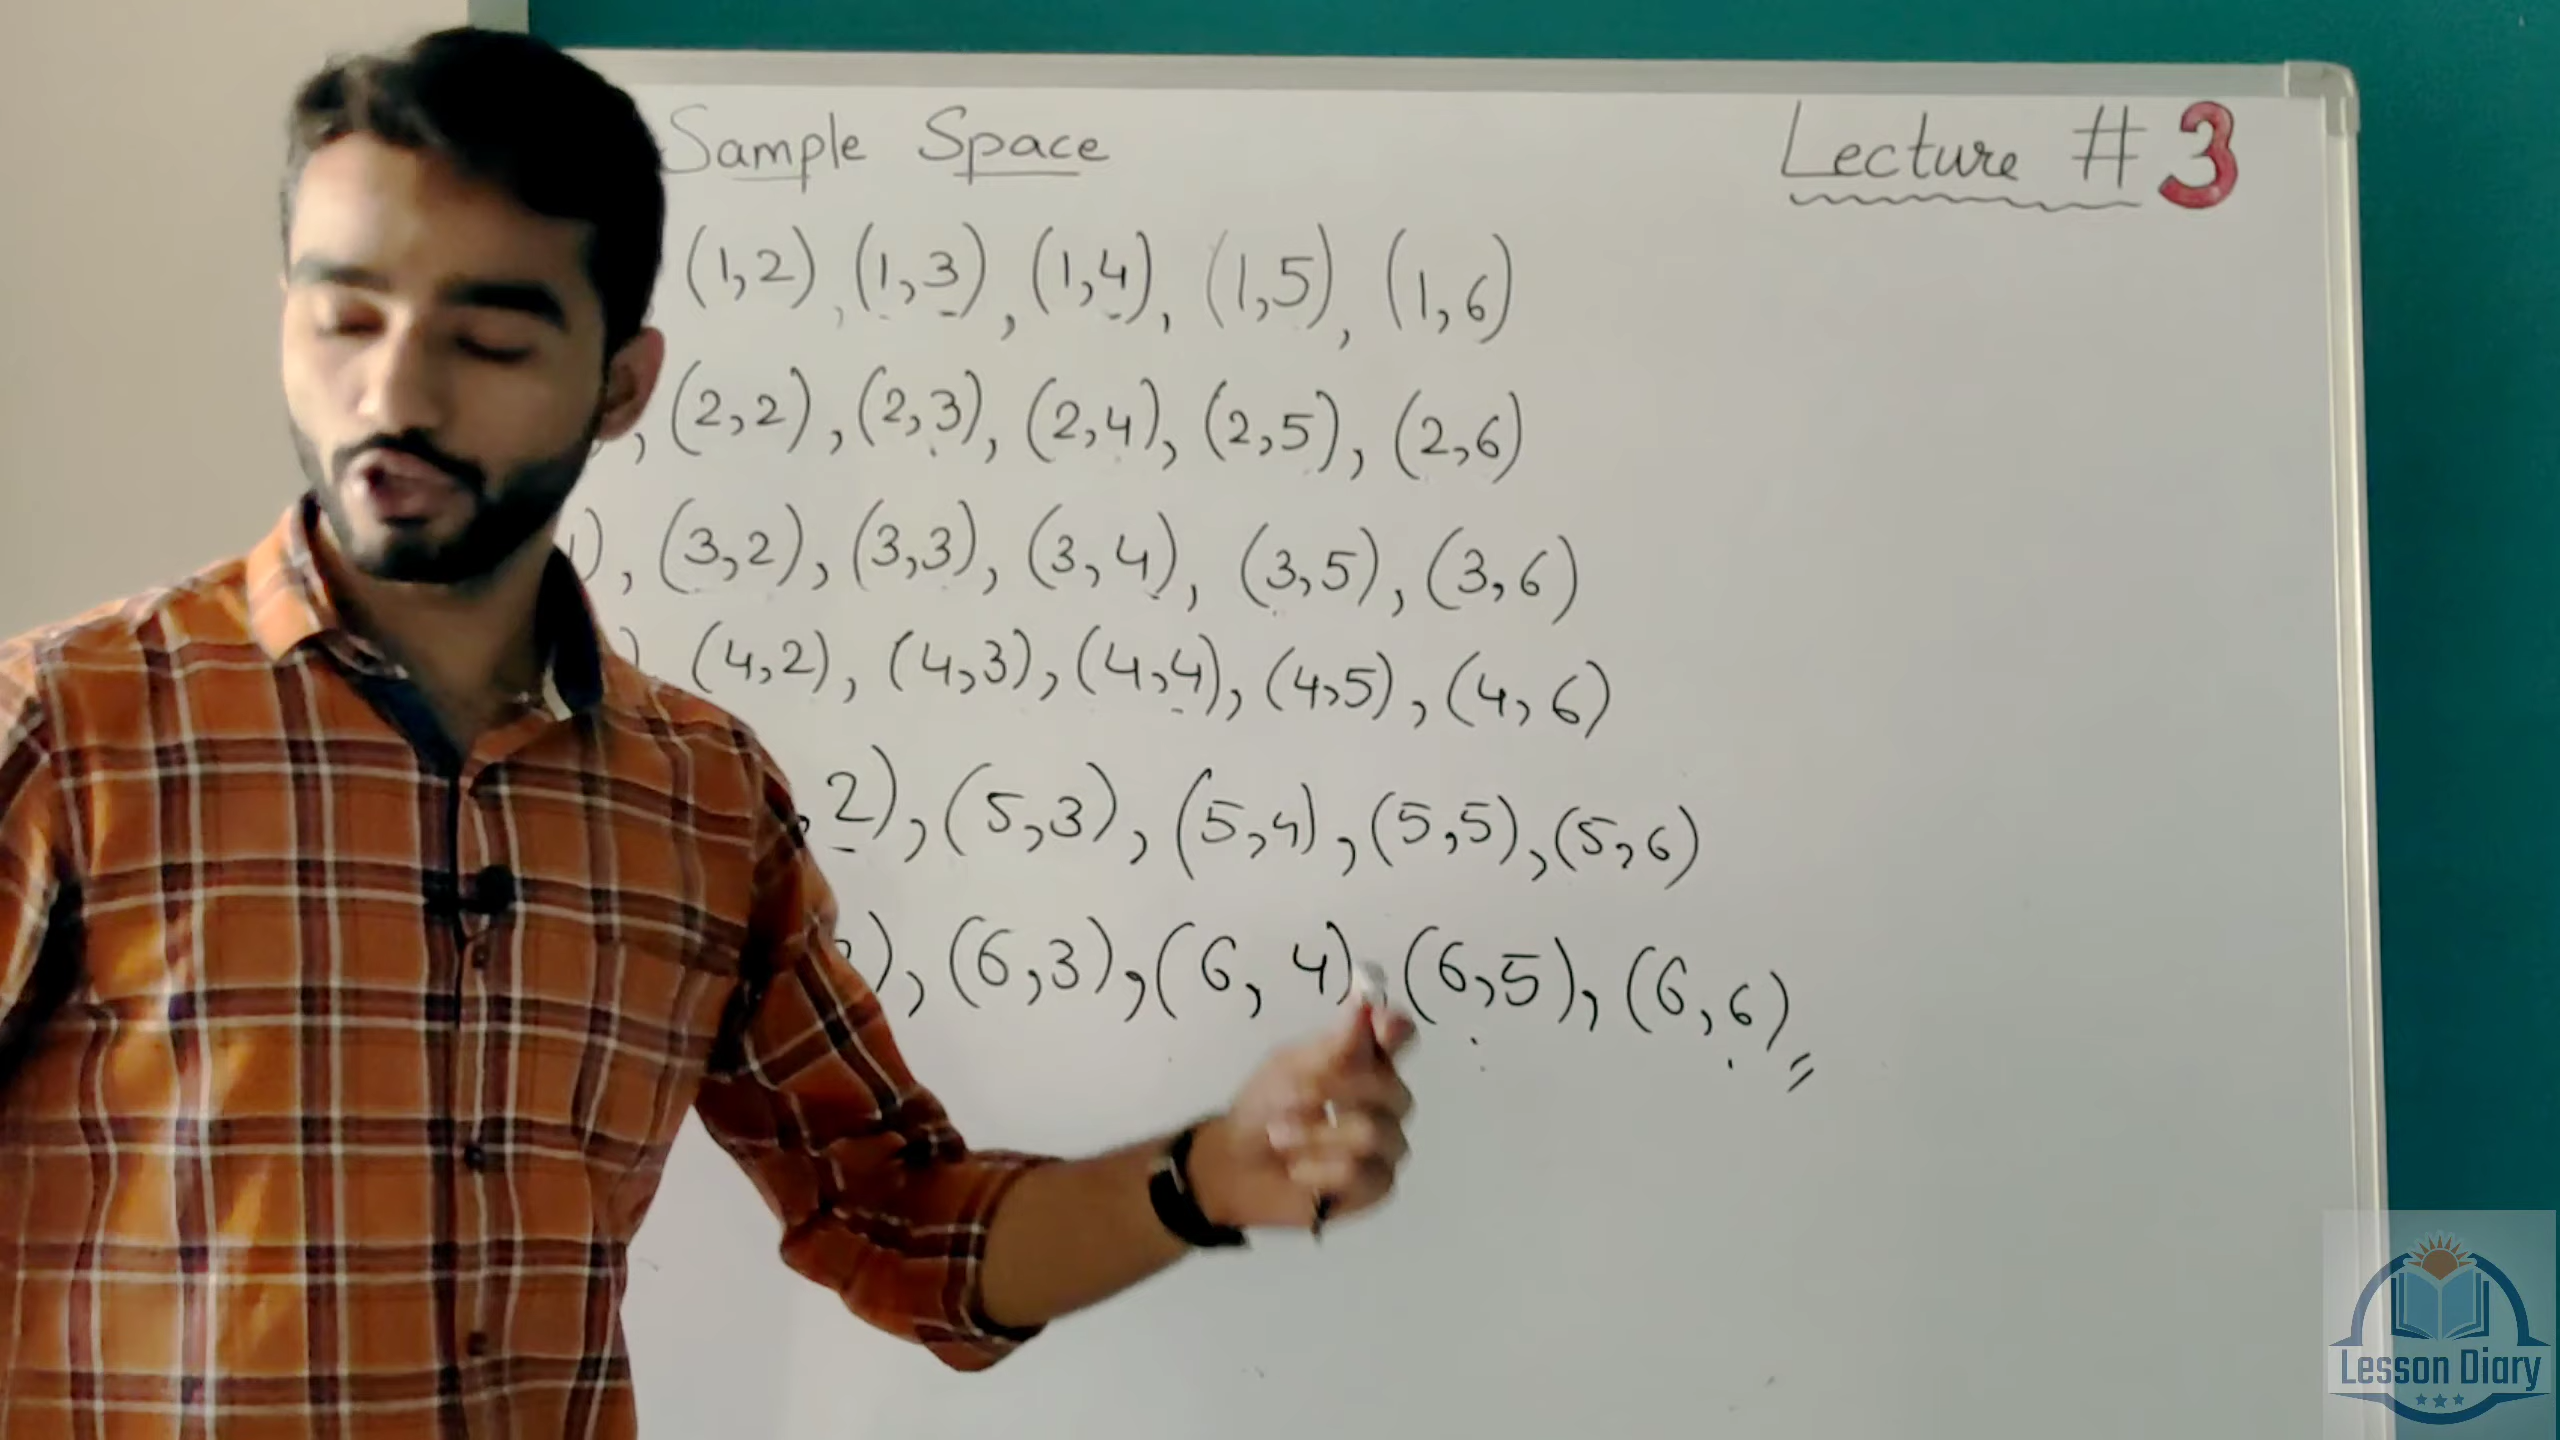 Sample Space
Lecture # 3
(1,2), (1,3), (1,4), (1,5), (1,6)
, (2,2), (2,3), (2,4), (2,5), (2,6)
), (3,2), (3,3), (3,4), (3,5), (3,6)
) (4,2), (4,3), (4,4), (4,5), (4,6)
, 2), (5,3), (5,4), (5,5), (5,6)
), (6,3), (6, 4), (6,5), (6,6)
Lesson Diary